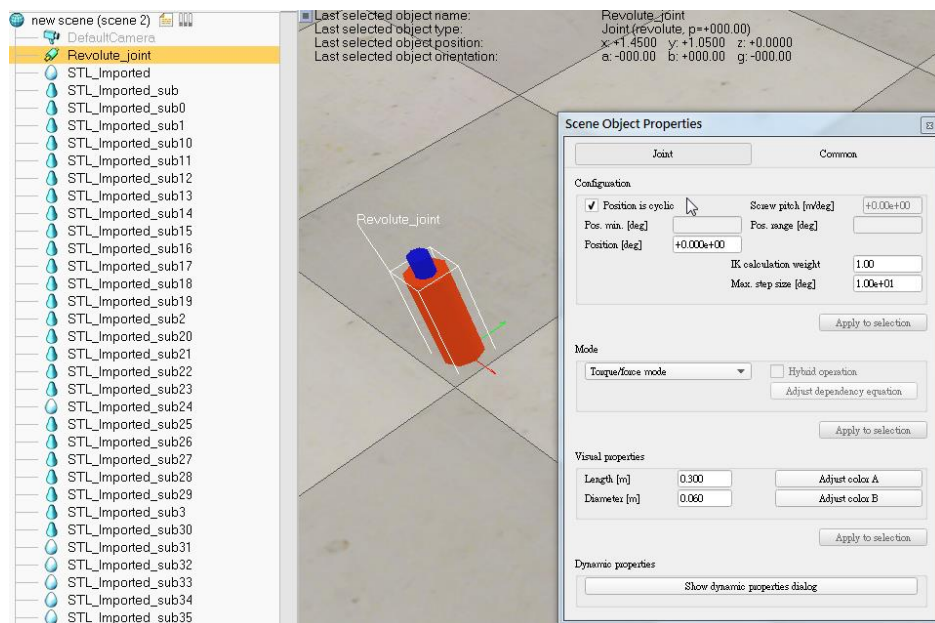 new scene (scene 2)
DefaultCamera
Revolute_joint
STL_Imported
STL_Imported_sub
STL_Imported_sub0
STL_Imported_sub1
STL_Imported_sub10
STL_Imported_sub11
STL_Imported_sub12
STL_Imported_sub13
STL_Imported_sub14
STL_Imported_sub15
STL_Imported_sub16
STL_Imported_sub17
STL_Imported_sub18
STL_Imported_sub19
STL_Imported_sub2
STL_Imported_sub20
STL_Imported_sub21
STL_Imported_sub22
STL_Imported_sub23
STL_Imported_sub24
STL_Imported_sub25
STL_Imported_sub26
STL_Imported_sub27
STL_Imported_sub28
STL_Imported_sub29
STL_Imported_sub3
STL_Imported_sub30
STL_Imported_sub31
STL_Imported_sub32
STL_Imported_sub33
STL_Imported_sub34
STL_Imported_sub35
Last selected object name: Revolute_joint
Last selected object type: Joint (revolute, p=+000.00)
Last selected object position: x: +1.4500 y: +1.0500 z: +0.0000
Last selected object orientation: a: -000.00 b: +000.00 g: -000.00
Revolute_joint
Scene Object Properties
Joint Common
Configuration
Position is cyclic Screw pitch [m/deg] +0.00e+00
Pos. min. [deg] Pos. range [deg]
Position [deg] +0.000e+00
IK calculation weight 1.00
Max. step size [deg] 1.00e+01
Apply to selection
Mode
Torque/force mode Hybrid operation
Adjust dependency equation
Apply to selection
Visual properties
Length [m] 0.300 Adjust color A
Diameter [m] 0.060 Adjust color B
Apply to selection
Dynamic properties
Show dynamic properties dialog